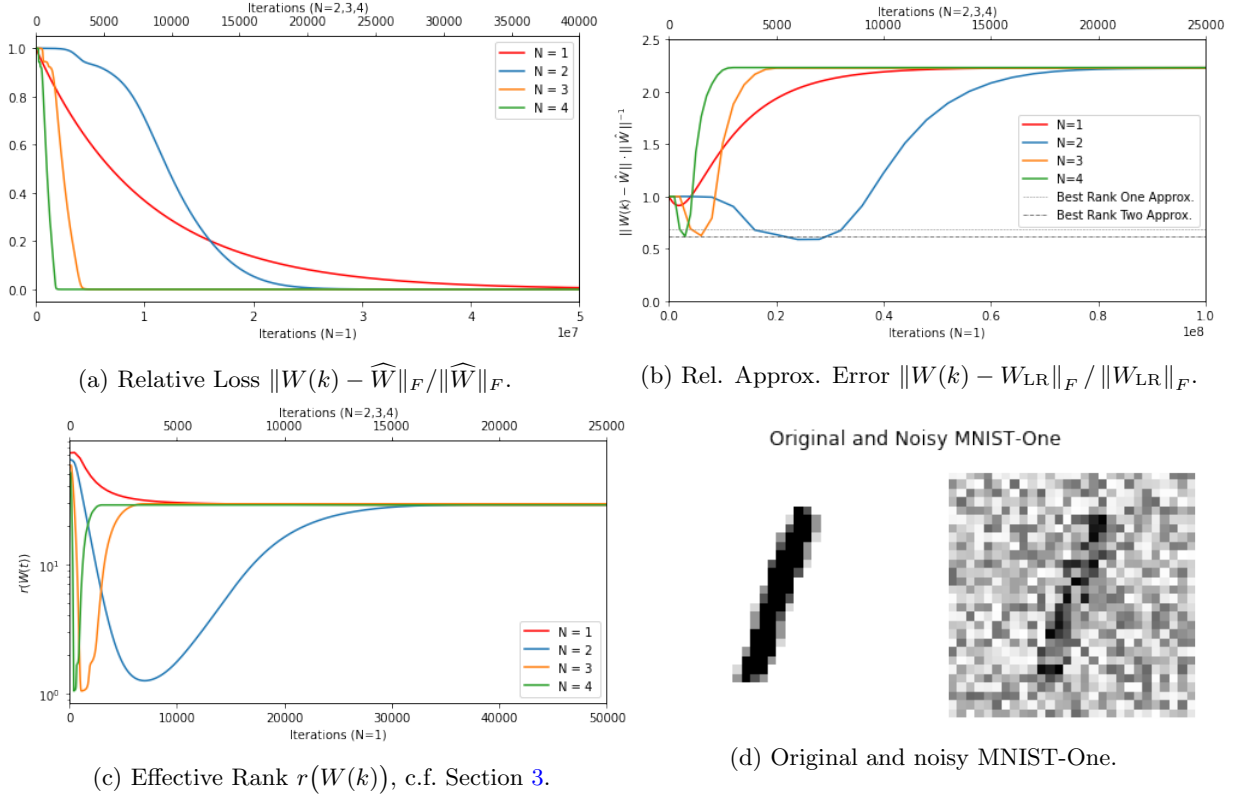 Iterations (N=2,3,4)
0 5000 10000 15000 20000 25000 30000 35000 40000
1.0
0.8
0.6
0.4
0.2
0.0
N = 1
N = 2
N = 3
N = 4
0 1 2 3 4 5
1e7
Iterations (N=1)
(a) Relative Loss ‖W(k) − Ŵ‖_F/‖Ŵ‖_F.
Iterations (N=2,3,4)
0 5000 10000 15000 20000 25000
2.5
2.0
1.5
1.0
0.5
0.0
|| W(k) − Ŵ || · || Ŵ ||⁻¹
N=1
N=2
N=3
N=4
Best Rank One Approx.
Best Rank Two Approx.
0.0 0.2 0.4 0.6 0.8 1.0
1e8
Iterations (N=1)
(b) Rel. Approx. Error ‖W(k) − W_LR‖_F / ‖W_LR‖_F.
Iterations (N=2,3,4)
0 5000 10000 15000 20000 25000
10¹
10⁰
r(W(t))
N = 1
N = 2
N = 3
N = 4
0 10000 20000 30000 40000 50000
Iterations (N=1)
(c) Effective Rank r(W(k)), c.f. Section 3.
Original and Noisy MNIST-One
(d) Original and noisy MNIST-One.